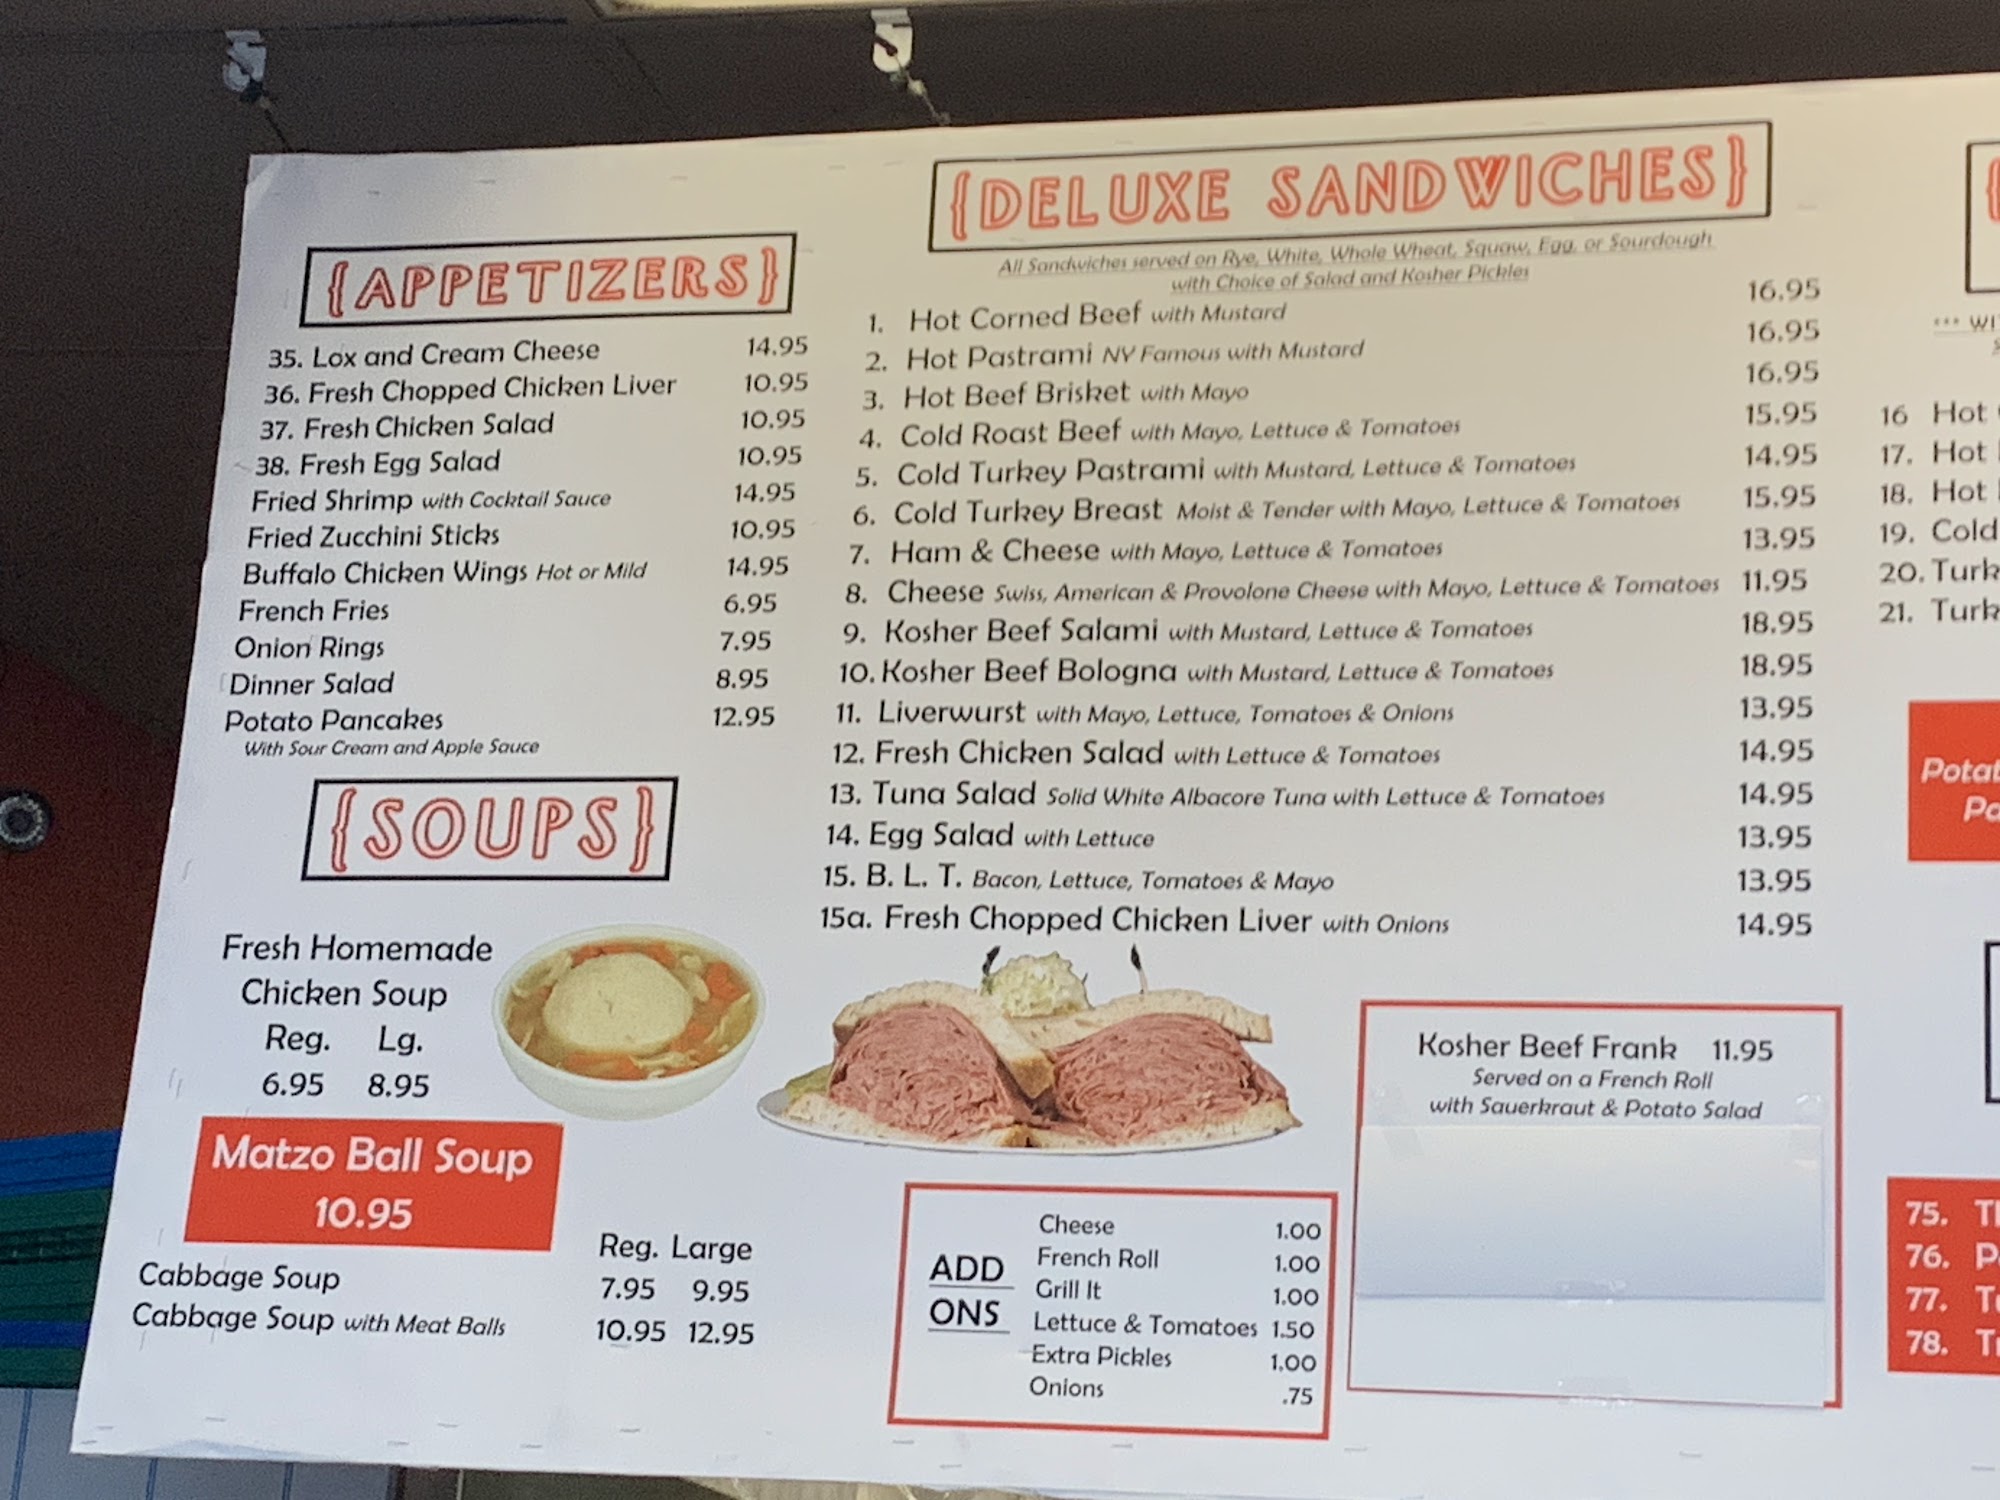 {APPETIZERS}
35. Lox and Cream Cheese 14.95
36. Fresh Chopped Chicken Liver 10.95
37. Fresh Chicken Salad 10.95
38. Fresh Egg Salad 10.95
Fried Shrimp with Cocktail Sauce 14.95
Fried Zucchini Sticks 10.95
Buffalo Chicken Wings Hot or Mild 14.95
French Fries 6.95
Onion Rings 7.95
Dinner Salad 8.95
Potato Pancakes 12.95
With Sour Cream and Apple Sauce
{SOUPS}
Fresh Homemade
Chicken Soup
Reg. Lg.
6.95 8.95
Matzo Ball Soup
10.95
Reg. Large
Cabbage Soup 7.95 9.95
Cabbage Soup with Meat Balls 10.95 12.95
{DELUXE SANDWICHES}
All Sandwiches served on Rye, White, Whole Wheat, Squaw, Egg, or Sourdough
with Choice of Salad and Kosher Pickles
1. Hot Corned Beef with Mustard 16.95
2. Hot Pastrami NY Famous with Mustard 16.95
3. Hot Beef Brisket with Mayo 16.95
4. Cold Roast Beef with Mayo, Lettuce & Tomatoes 15.95
5. Cold Turkey Pastrami with Mustard, Lettuce & Tomatoes 14.95
6. Cold Turkey Breast Moist & Tender with Mayo, Lettuce & Tomatoes 15.95
7. Ham & Cheese with Mayo, Lettuce & Tomatoes 13.95
8. Cheese Swiss, American & Provolone Cheese with Mayo, Lettuce & Tomatoes 11.95
9. Kosher Beef Salami with Mustard, Lettuce & Tomatoes 18.95
10. Kosher Beef Bologna with Mustard, Lettuce & Tomatoes 18.95
11. Liverwurst with Mayo, Lettuce, Tomatoes & Onions 13.95
12. Fresh Chicken Salad with Lettuce & Tomatoes 14.95
13. Tuna Salad Solid White Albacore Tuna with Lettuce & Tomatoes 14.95
14. Egg Salad with Lettuce 13.95
15. B. L. T. Bacon, Lettuce, Tomatoes & Mayo 13.95
15a. Fresh Chopped Chicken Liver with Onions 14.95
ADD
ONS
Cheese 1.00
French Roll 1.00
Grill It 1.00
Lettuce & Tomatoes 1.50
Extra Pickles 1.00
Onions .75
Kosher Beef Frank 11.95
Served on a French Roll
with Sauerkraut & Potato Salad
*** WI
16 Hot
17. Hot
18. Hot
19. Cold
20. Turk
21. Turk
Potat
Pa
75.
76.
77.
78.